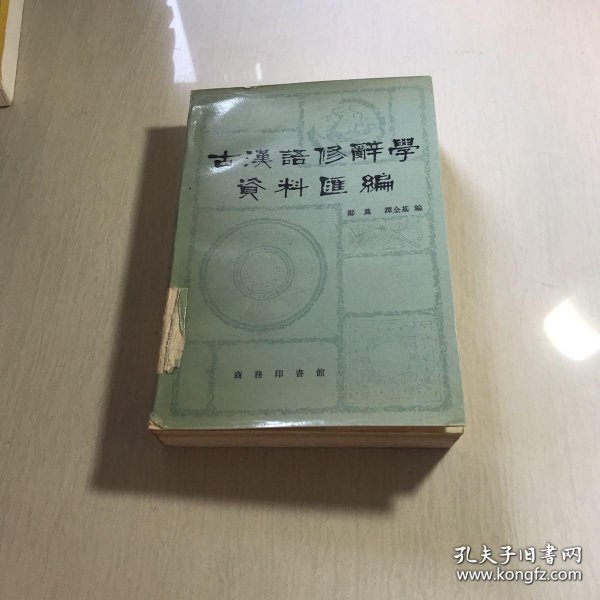 古漢語修辭學
資料匯編
鄭奠 譚全基 編
商務印書館
孔夫子旧书网
www.kongfz.com